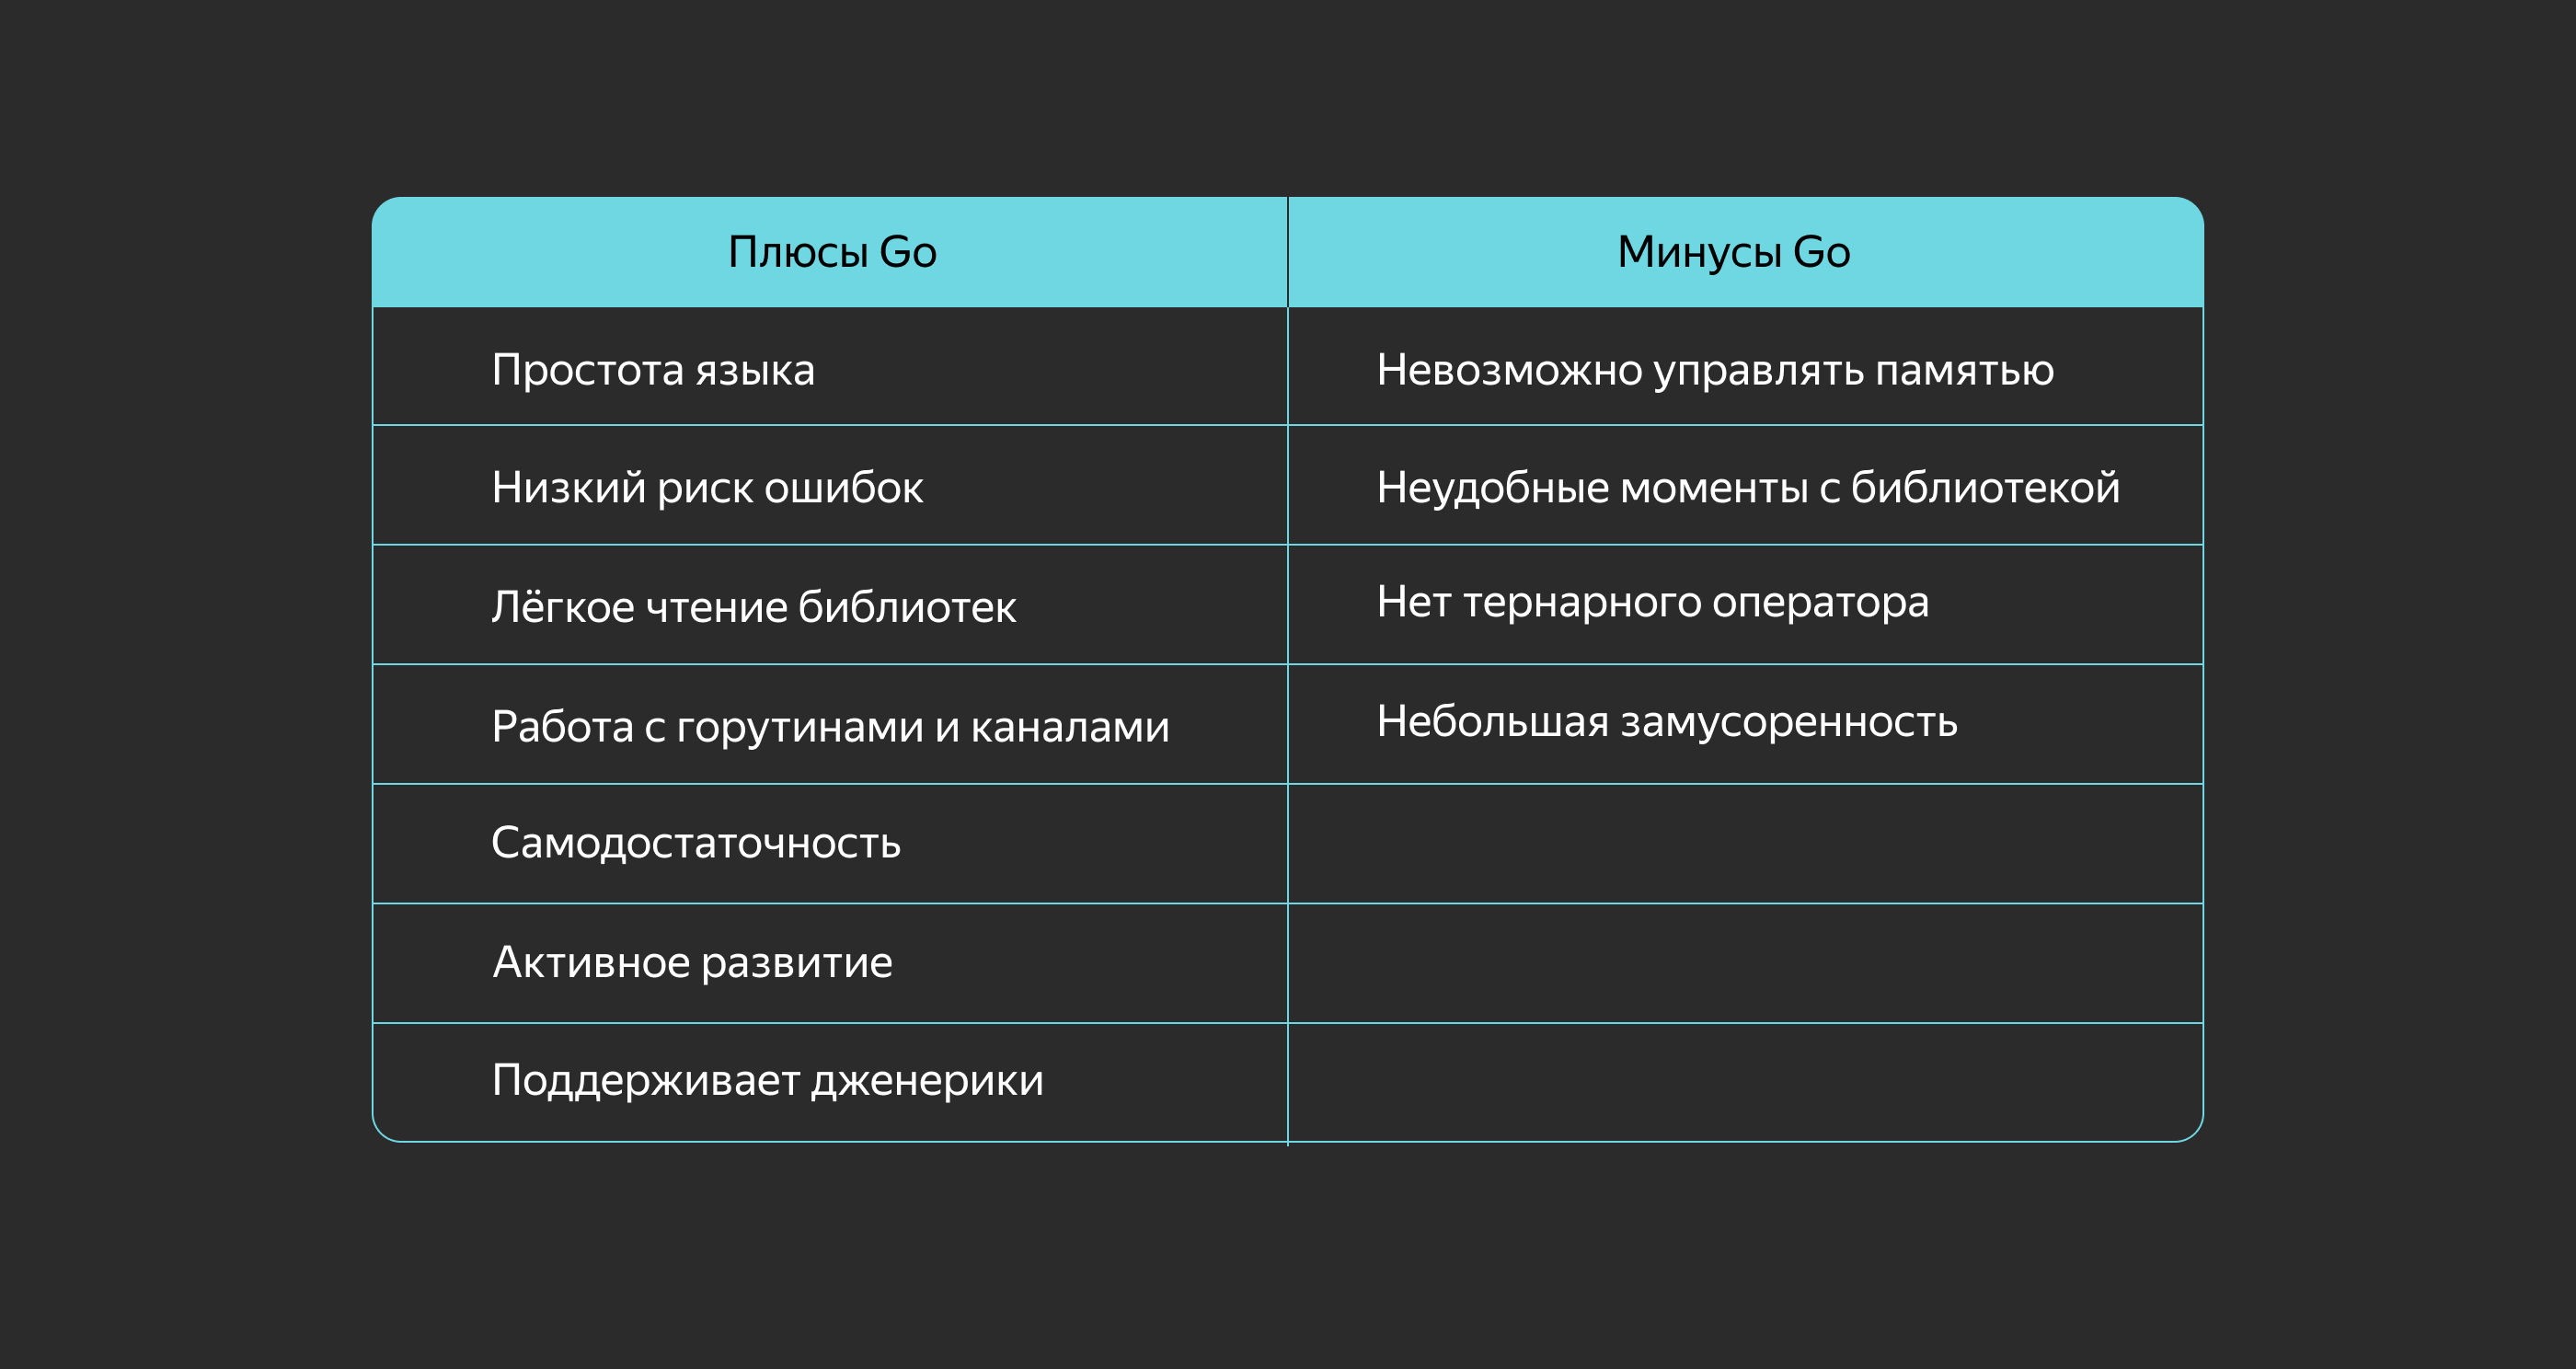 Плюсы Go
Минусы Go
Простота языка
Невозможно управлять памятью
Низкий риск ошибок
Неудобные моменты с библиотекой
Лёгкое чтение библиотек
Нет тернарного оператора
Работа с горутинами и каналами
Небольшая замусоренность
Самодостаточность
Активное развитие
Поддерживает дженерики